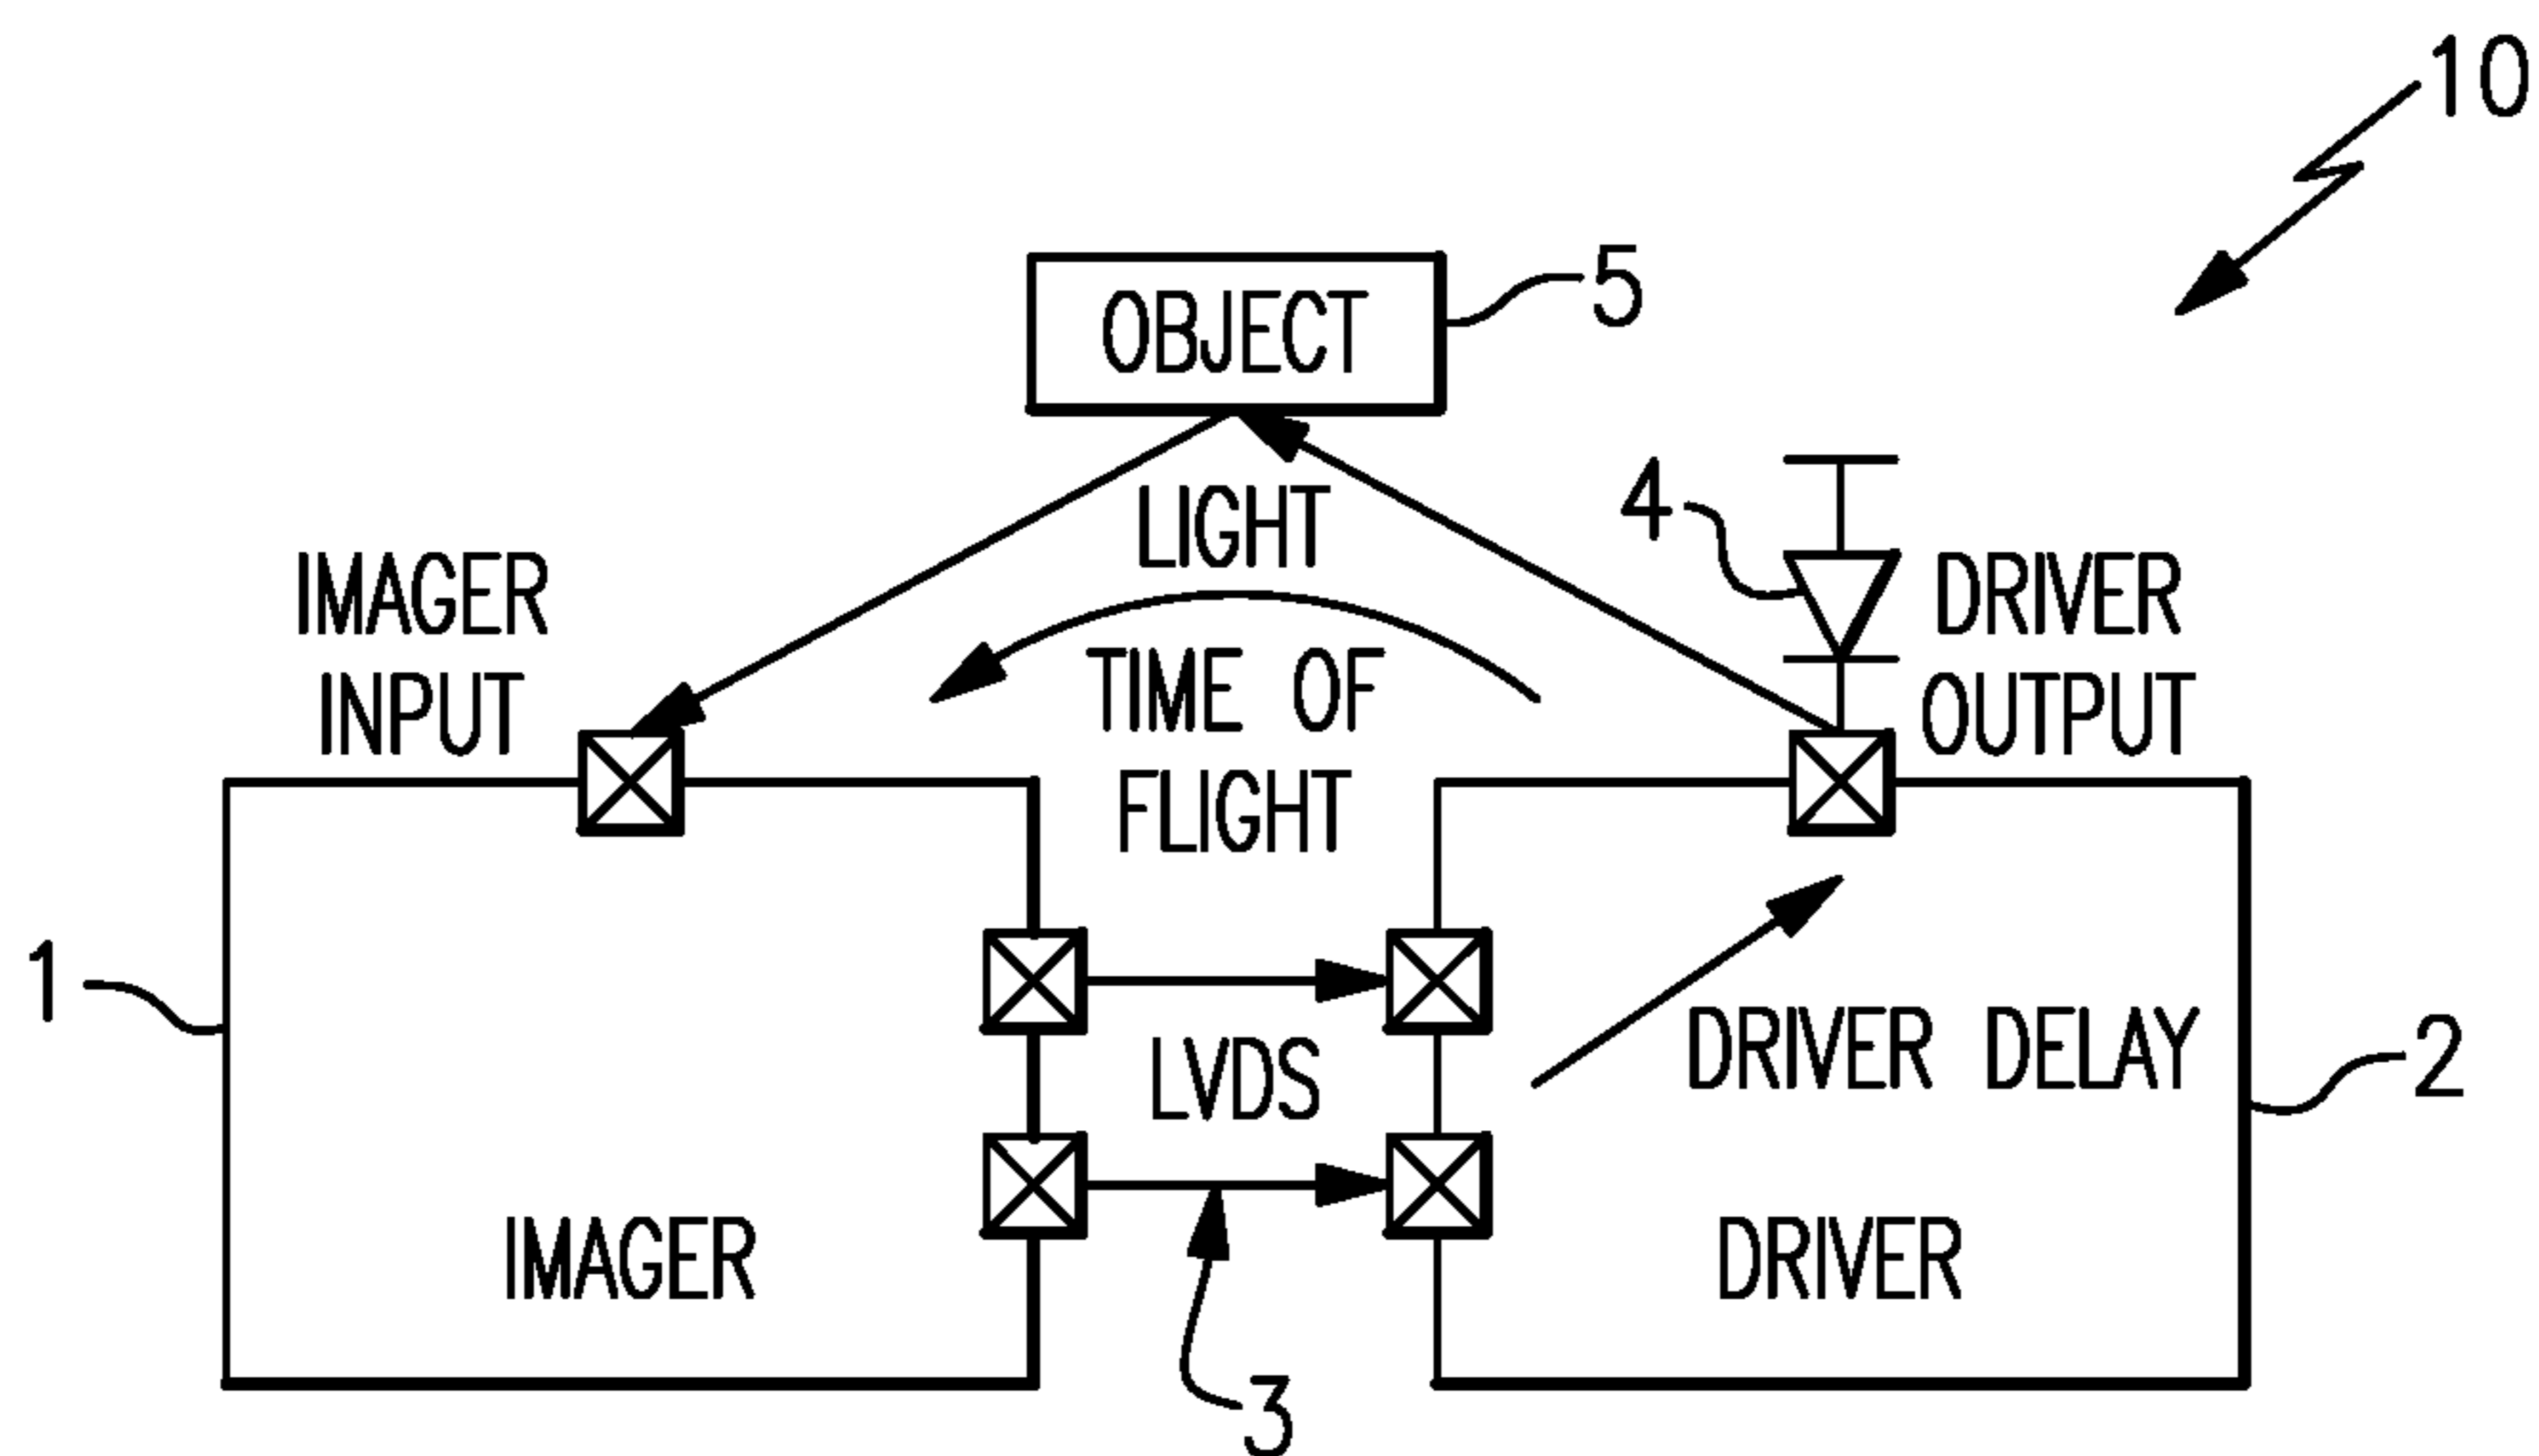 10
OBJECT
5
LIGHT
4
IMAGER
INPUT
DRIVER
OUTPUT
TIME OF
FLIGHT
1
LVDS
DRIVER DELAY
2
IMAGER
DRIVER
3